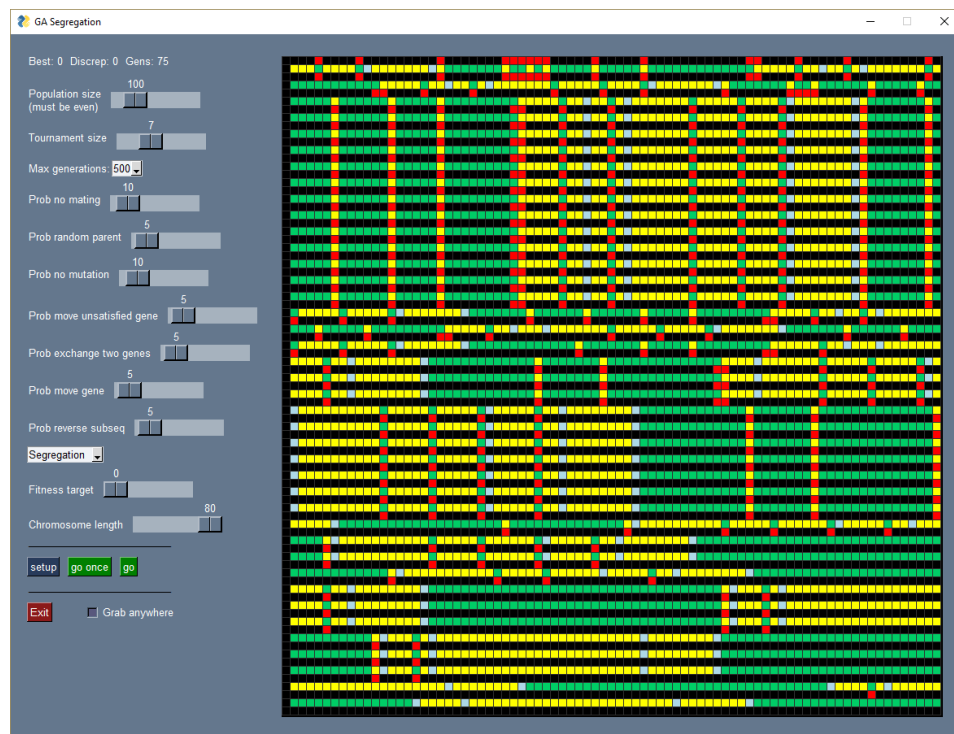 GA Segregation
Best: 0 Discrep: 0 Gens: 75
100
Population size
(must be even)
7
Tournament size
Max generations: 500
10
Prob no mating
5
Prob random parent
10
Prob no mutation
5
Prob move unsatisfied gene
5
Prob exchange two genes
5
Prob move gene
5
Prob reverse subseq
Segregation
0
Fitness target
80
Chromosome length
setup go once go
Exit Grab anywhere